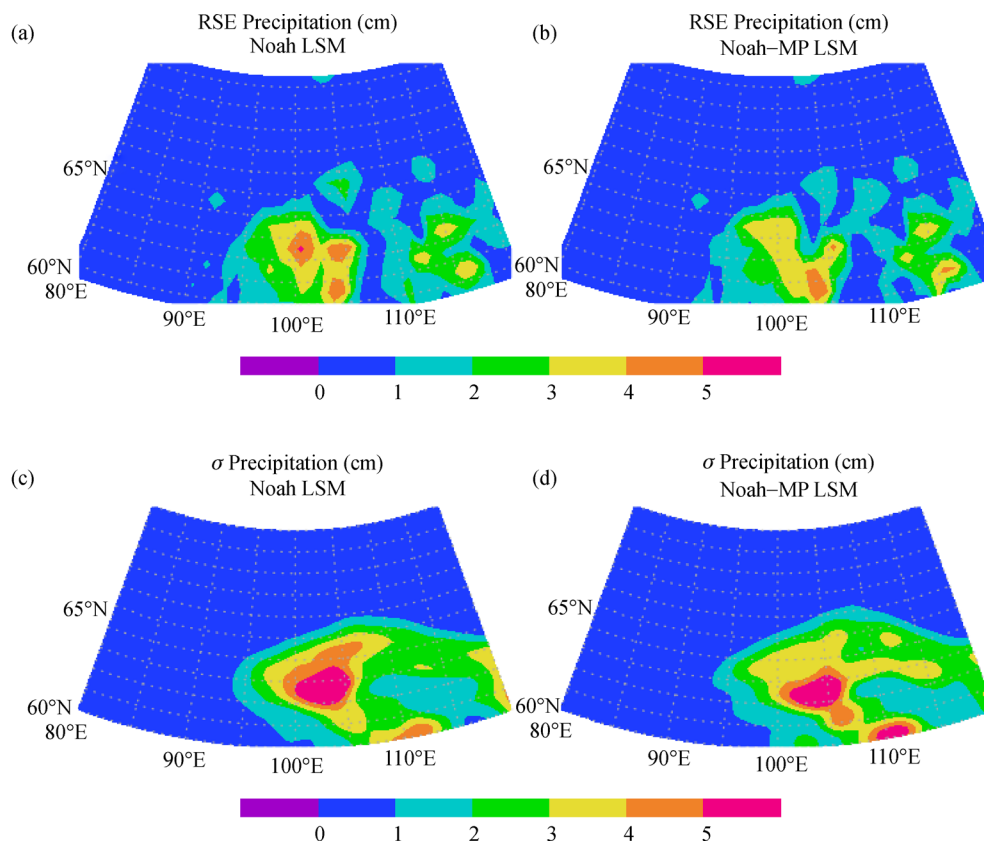 (a)
RSE Precipitation (cm)
Noah LSM
(b)
RSE Precipitation (cm)
Noah−MP LSM
65°N
60°N
80°E
90°E
100°E
110°E
65°N
60°N
80°E
90°E
100°E
110°E
0 1 2 3 4 5
(c)
σ Precipitation (cm)
Noah LSM
(d)
σ Precipitation (cm)
Noah−MP LSM
65°N
60°N
80°E
90°E
100°E
110°E
65°N
60°N
80°E
90°E
100°E
110°E
0 1 2 3 4 5